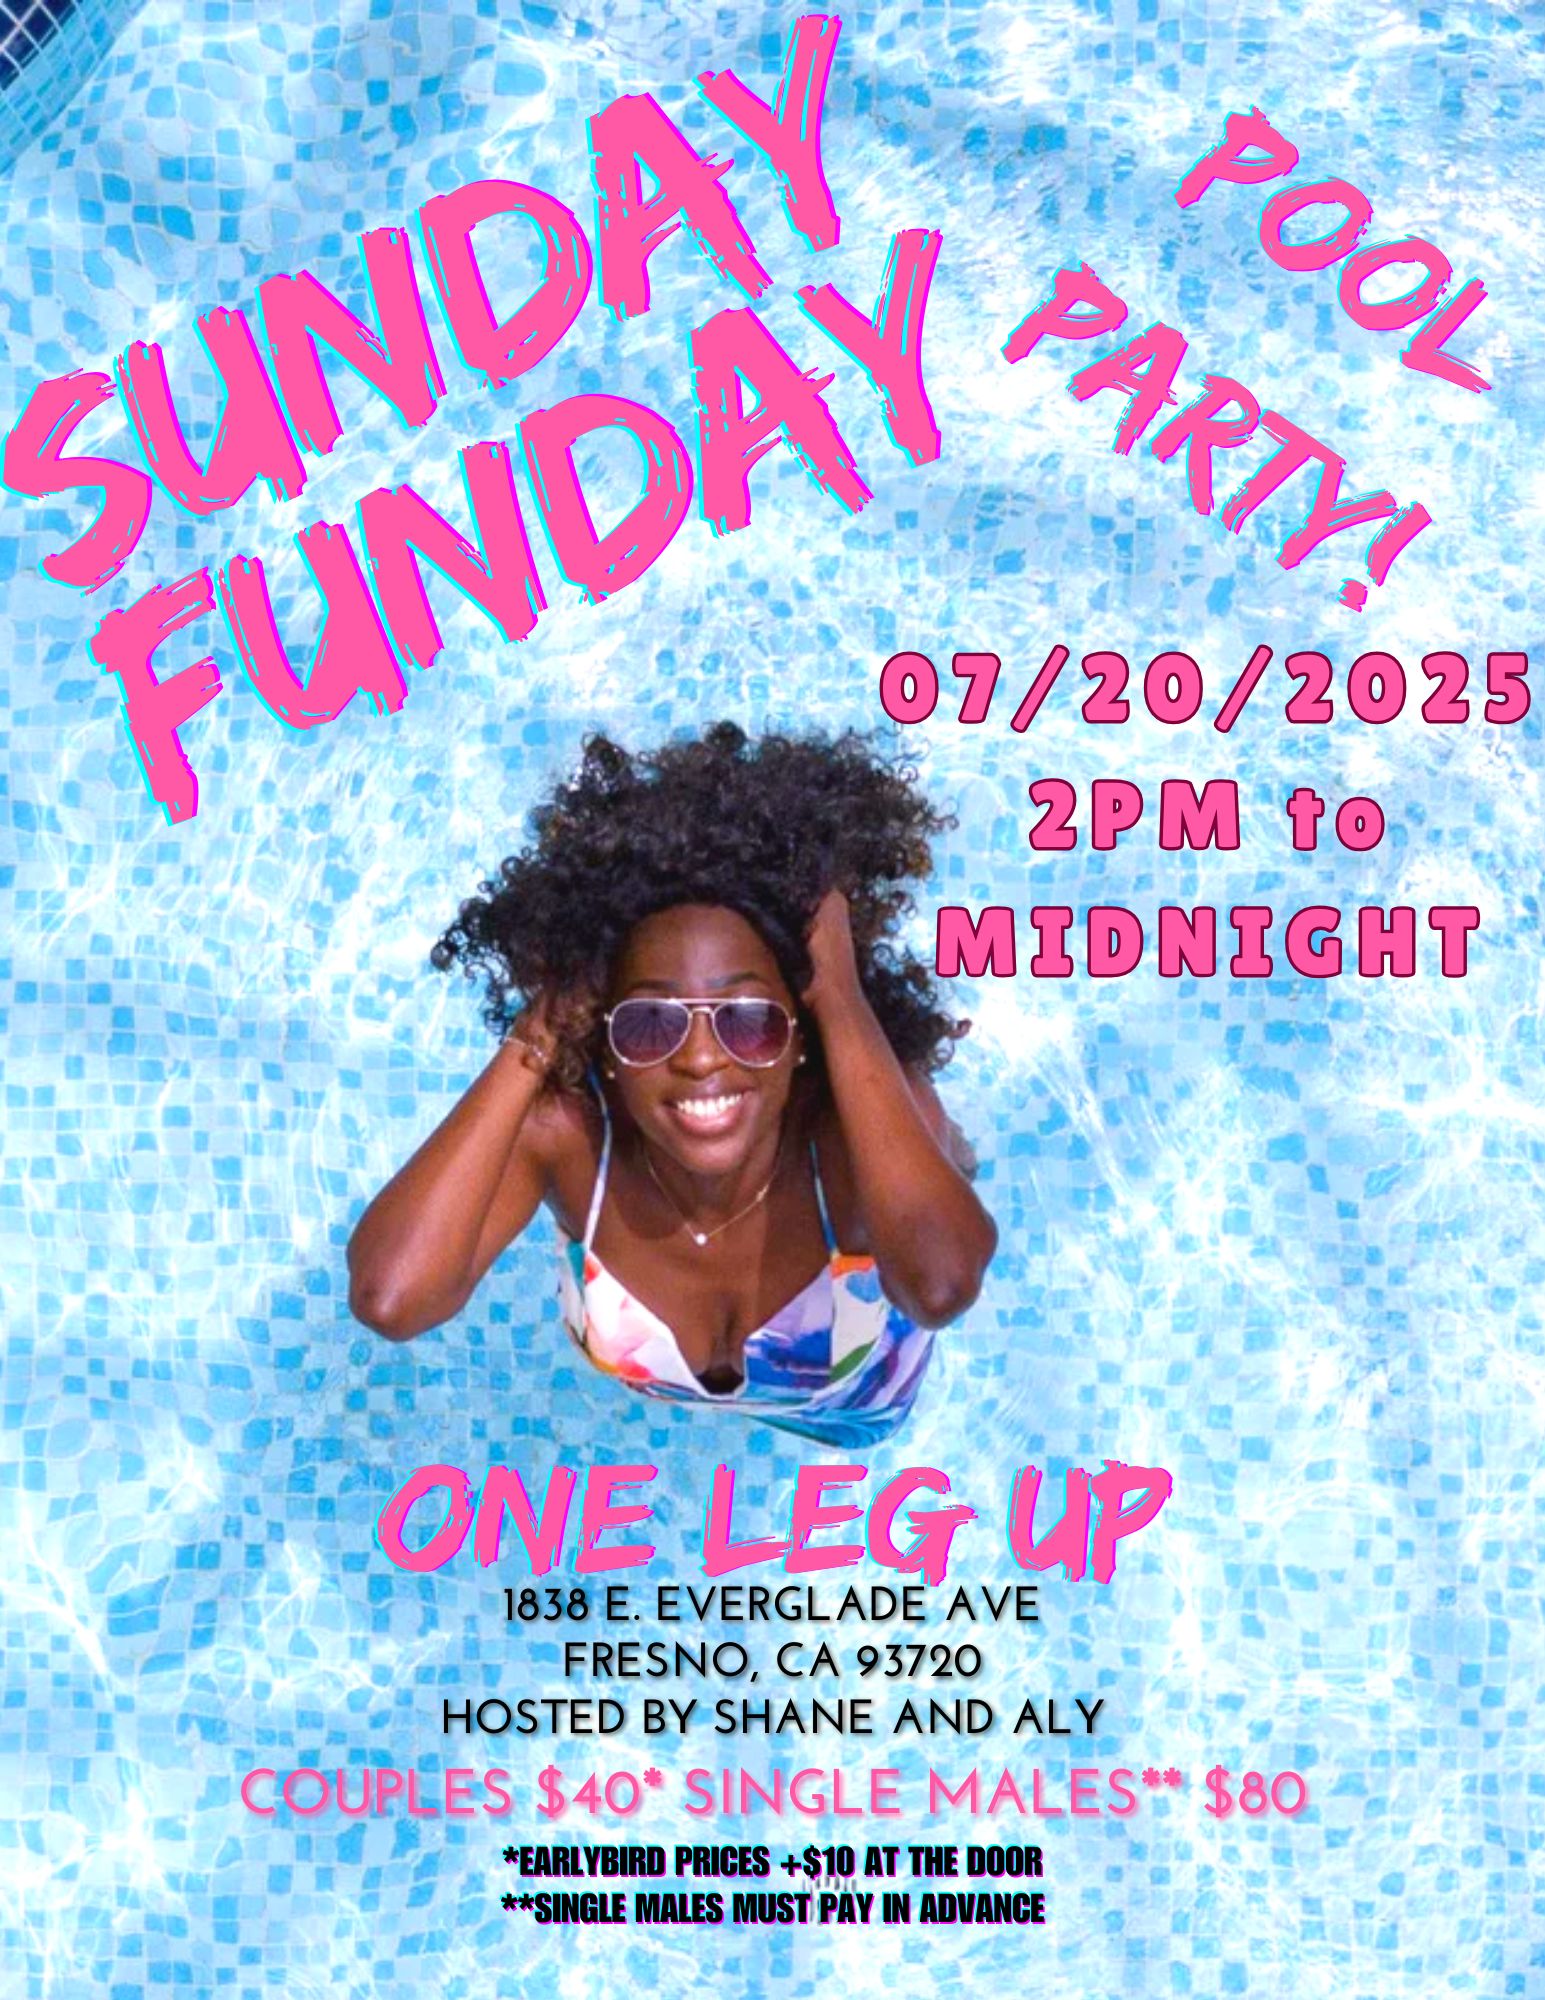 SUNDAY
FUNDAY
POOL
PARTY!
07/20/2025
2PM to
MIDNIGHT
ONE LEG UP
1838 E. EVERGLADE AVE
FRESNO, CA 93720
HOSTED BY SHANE AND ALY
COUPLES $40* SINGLE MALES** $80
*EARLYBIRD PRICES +$10 AT THE DOOR
**SINGLE MALES MUST PAY IN ADVANCE